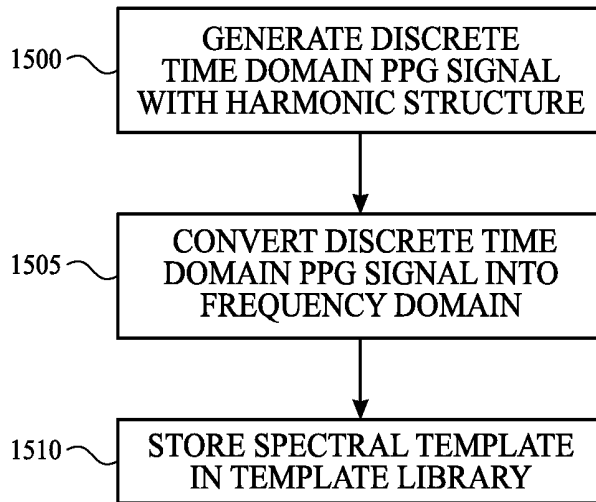 1500
GENERATE DISCRETE
TIME DOMAIN PPG SIGNAL
WITH HARMONIC STRUCTURE
1505
CONVERT DISCRETE TIME
DOMAIN PPG SIGNAL INTO
FREQUENCY DOMAIN
1510
STORE SPECTRAL TEMPLATE
IN TEMPLATE LIBRARY